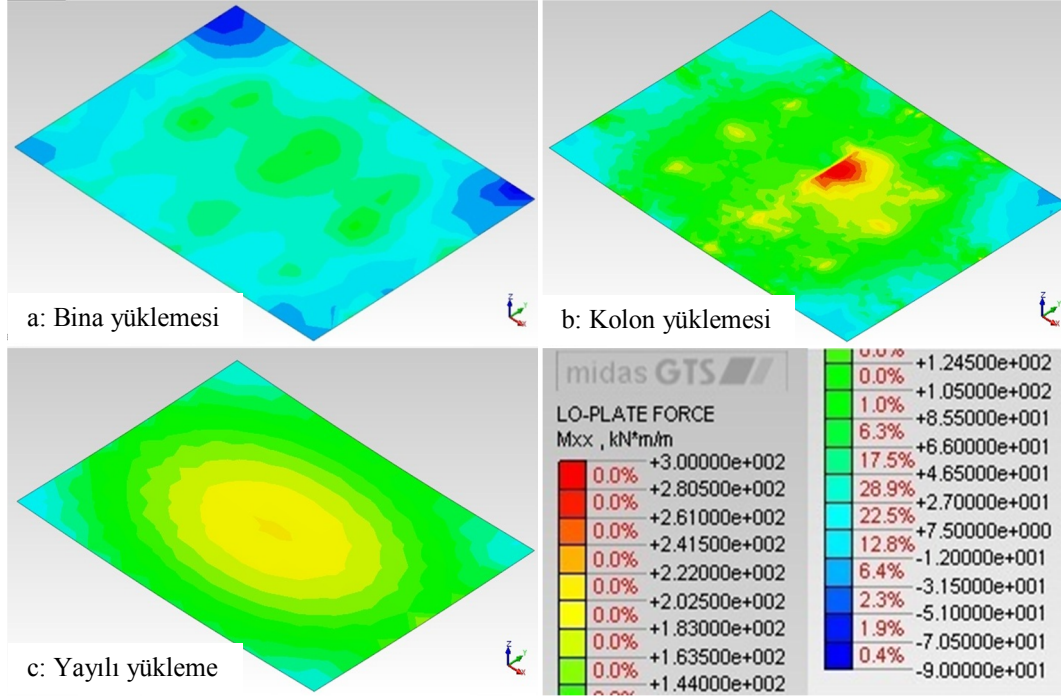 a: Bina yüklemesi
b: Kolon yüklemesi
c: Yayılı yükleme
midas GTS
LO-PLATE FORCE
Mxx , kN*m/m
+3.00000e+002
0.0%
+2.80500e+002
0.0%
+2.61000e+002
0.0%
+2.41500e+002
0.0%
+2.22000e+002
0.0%
+2.02500e+002
0.0%
+1.83000e+002
0.0%
+1.63500e+002
0.0%
+1.44000e+002
0.0%
0.0%
+1.24500e+002
0.0%
+1.05000e+002
1.0%
+8.55000e+001
6.3%
+6.60000e+001
17.5%
+4.65000e+001
28.9%
+2.70000e+001
22.5%
+7.50000e+000
12.8%
-1.20000e+001
6.4%
-3.15000e+001
2.3%
-5.10000e+001
1.9%
-7.05000e+001
0.4%
-9.00000e+001